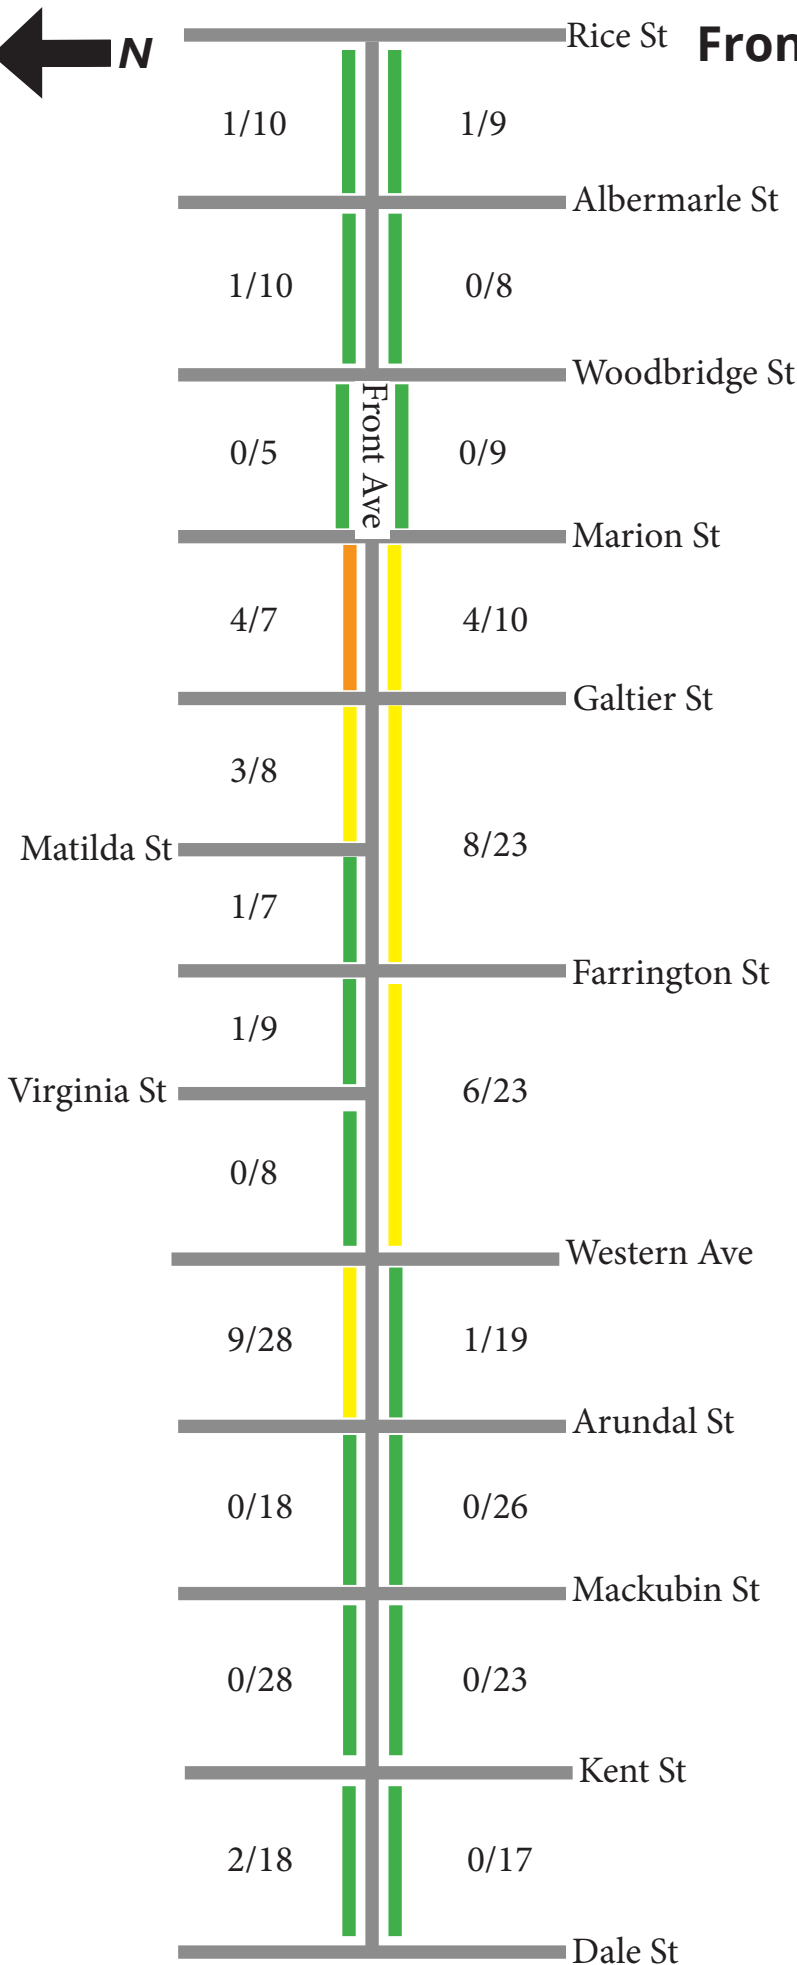 N
Rice St
Fron
1/10
1/9
Albermarle St
1/10
0/8
Woodbridge St
Front Ave
0/5
0/9
Marion St
4/7
4/10
Galtier St
3/8
Matilda St
8/23
1/7
Farrington St
1/9
Virginia St
6/23
0/8
Western Ave
9/28
1/19
Arundal St
0/18
0/26
Mackubin St
0/28
0/23
Kent St
2/18
0/17
Dale St